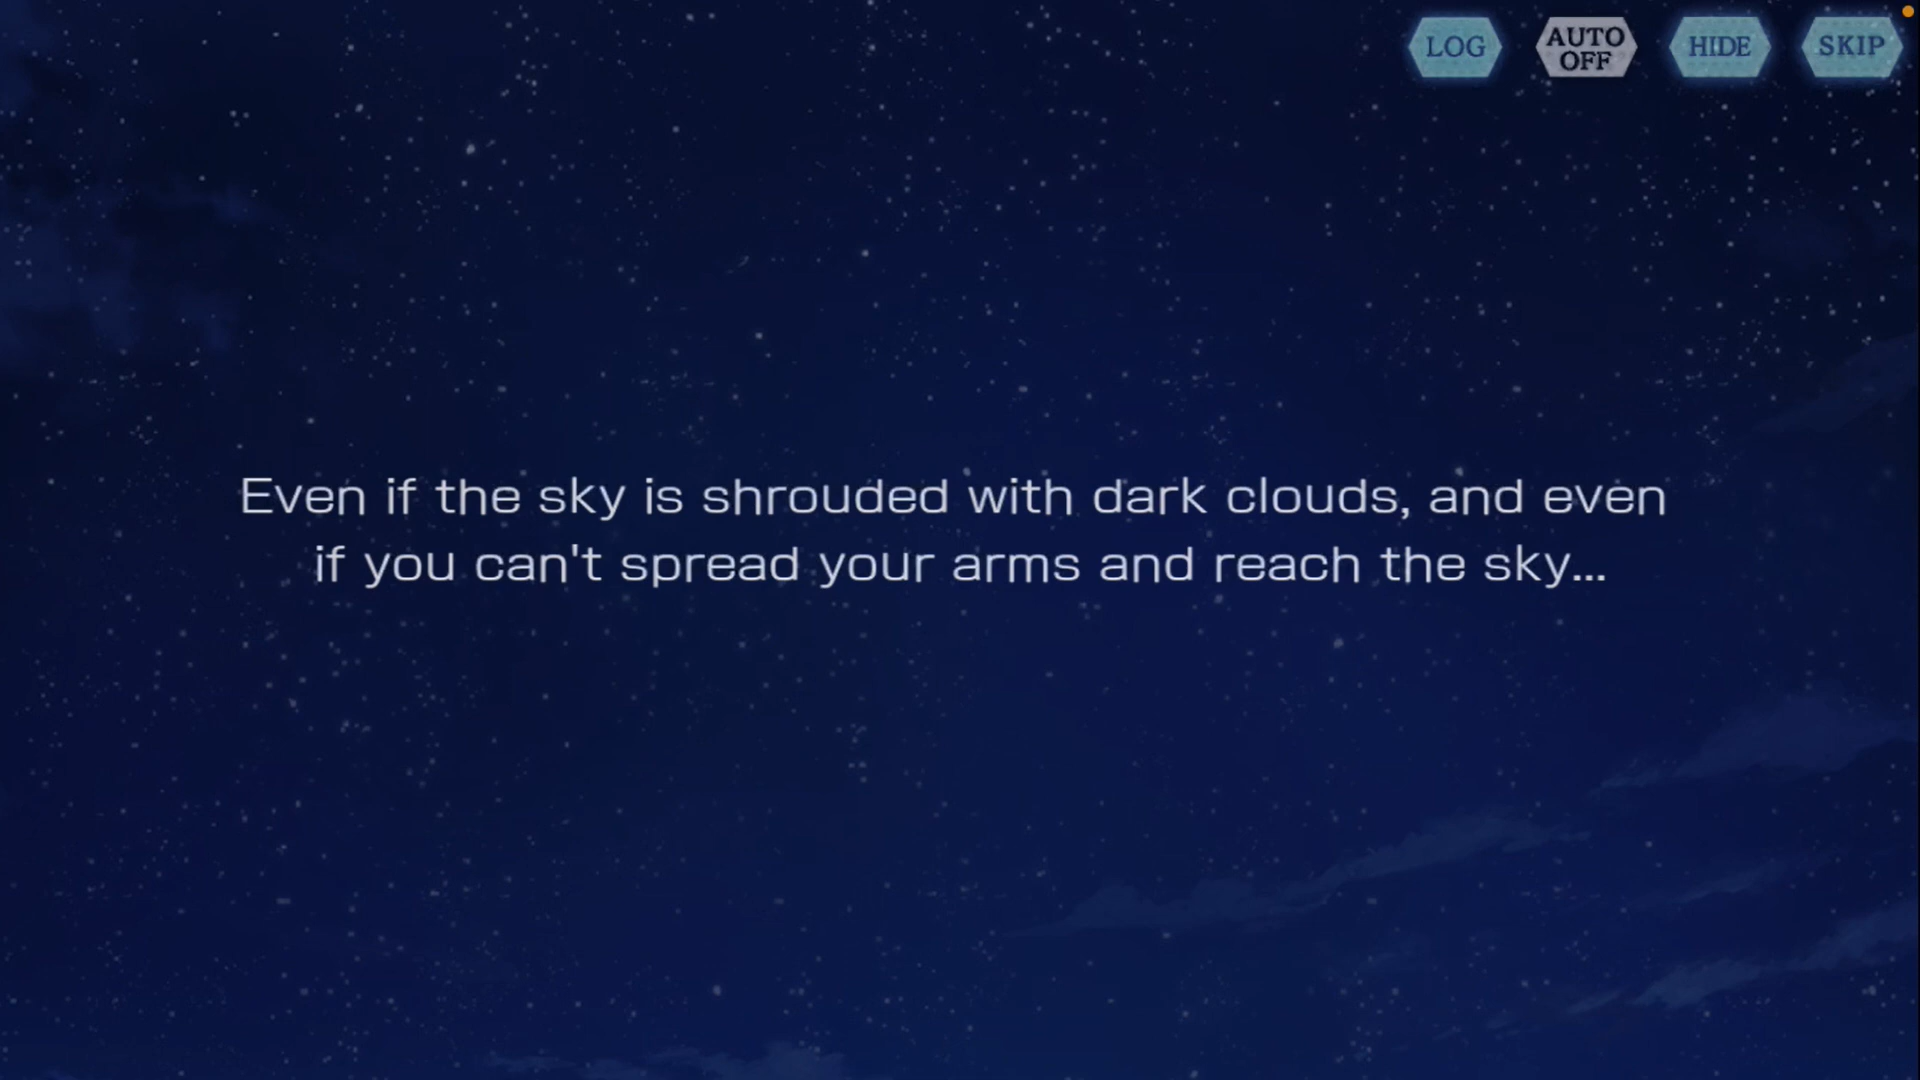 LOG
AUTO
OFF
HIDE
SKIP
Even if the sky is shrouded with dark clouds, and even
if you can't spread your arms and reach the sky...